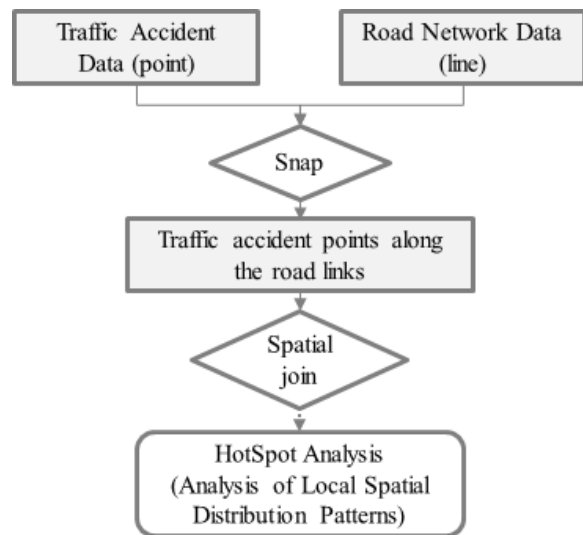 Traffic Accident
Data (point)
Road Network Data
(line)
Snap
Traffic accident points along
the road links
Spatial
join
HotSpot Analysis
(Analysis of Local Spatial
Distribution Patterns)